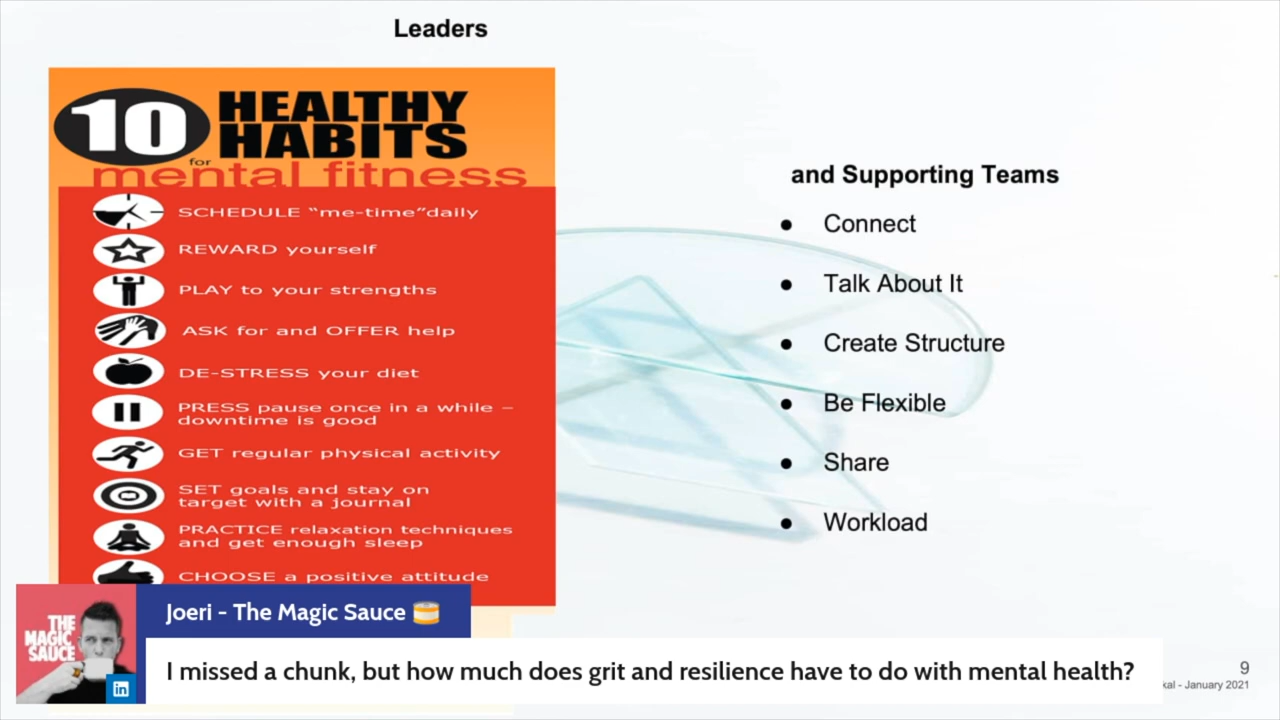 Leaders
10 HEALTHY
HABITS
for
mental fitness
SCHEDULE “me-time”daily
REWARD yourself
PLAY to your strengths
ASK for and OFFER help
DE-STRESS your diet
PRESS pause once in a while –
downtime is good
GET regular physical activity
SET goals and stay on
target with a journal
PRACTICE relaxation techniques
and get enough sleep
CHOOSE a positive attitude
and Supporting Teams
● Connect
● Talk About It
● Create Structure
● Be Flexible
● Share
● Workload
THE
MAGIC
SAUCE
in
Joeri - The Magic Sauce
I missed a chunk, but how much does grit and resilience have to do with mental health?
9
- January 2021